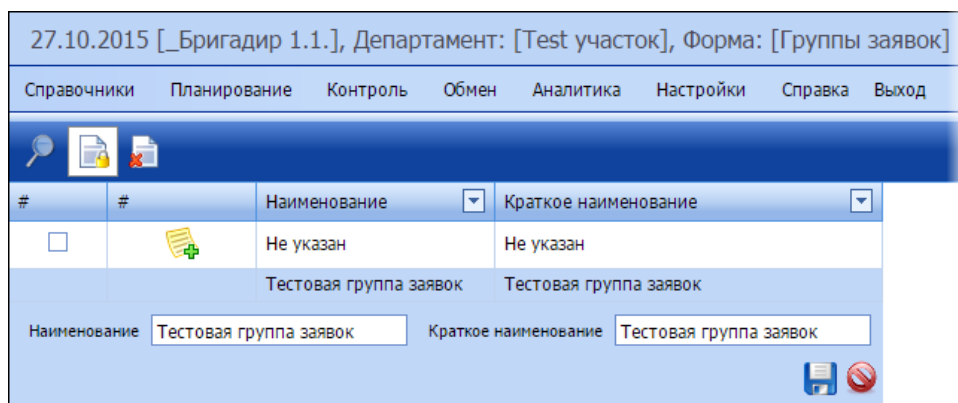 27.10.2015 [_Бригадир 1.1.], Департамент: [Test участок], Форма: [Группы заявок]
Справочники Планирование Контроль Обмен Аналитика Настройки Справка Выход
# # Наименование Краткое наименование
Не указан Не указан
Тестовая группа заявок Тестовая группа заявок
Наименование Тестовая группа заявок Краткое наименование Тестовая группа заявок